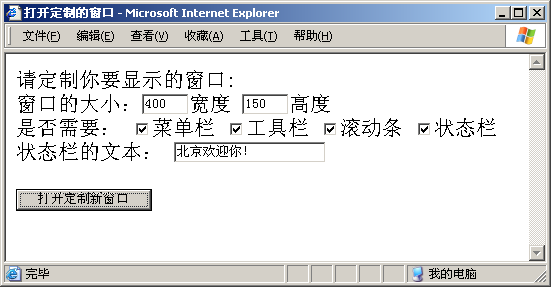 打开定制的窗口 - Microsoft Internet Explorer
文件(F) 编辑(E) 查看(V) 收藏(A) 工具(T) 帮助(H)
请定制你要显示的窗口:
窗口的大小: 400 宽度 150 高度
是否需要: 菜单栏 工具栏 滚动条 状态栏
状态栏的文本: 北京欢迎你!
打开定制新窗口
完毕 我的电脑